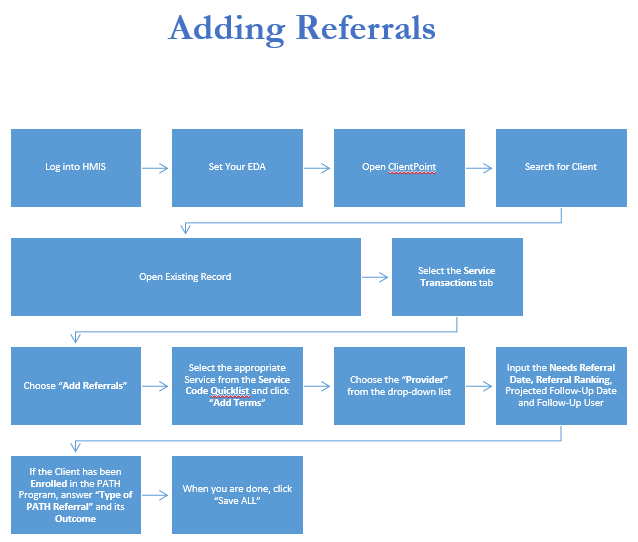 Adding Referrals
Log into HMIS
Set Your EDA
Open ClientPoint
Search for Client
Open Existing Record
Select the Service
Transactions tab
Choose “Add Referrals”
Select the appropriate
Service from the Service
Code Quicklist and click
“Add Terms”
Choose the “Provider”
from the drop-down list
Input the Needs Referral
Date, Referral Ranking,
Projected Follow-Up Date
and Follow-Up User
If the Client has been
Enrolled in the PATH
Program, answer “Type of
PATH Referral” and its
Outcome
When you are done, click
“Save ALL”